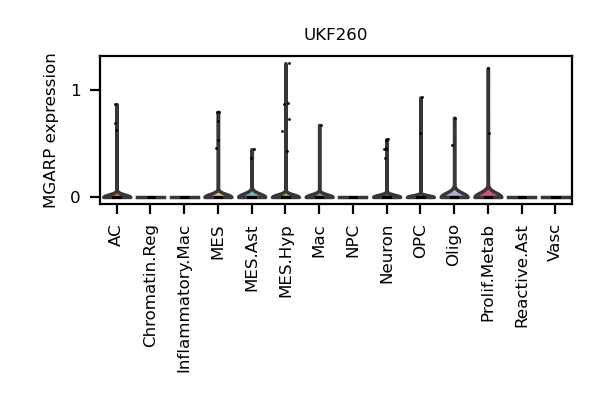 UKF260
MGARP expression
1
0
AC
Chromatin.Reg
Inflammatory.Mac
MES
MES.Ast
MES.Hyp
Mac
NPC
Neuron
OPC
Oligo
Prolif.Metab
Reactive.Ast
Vasc